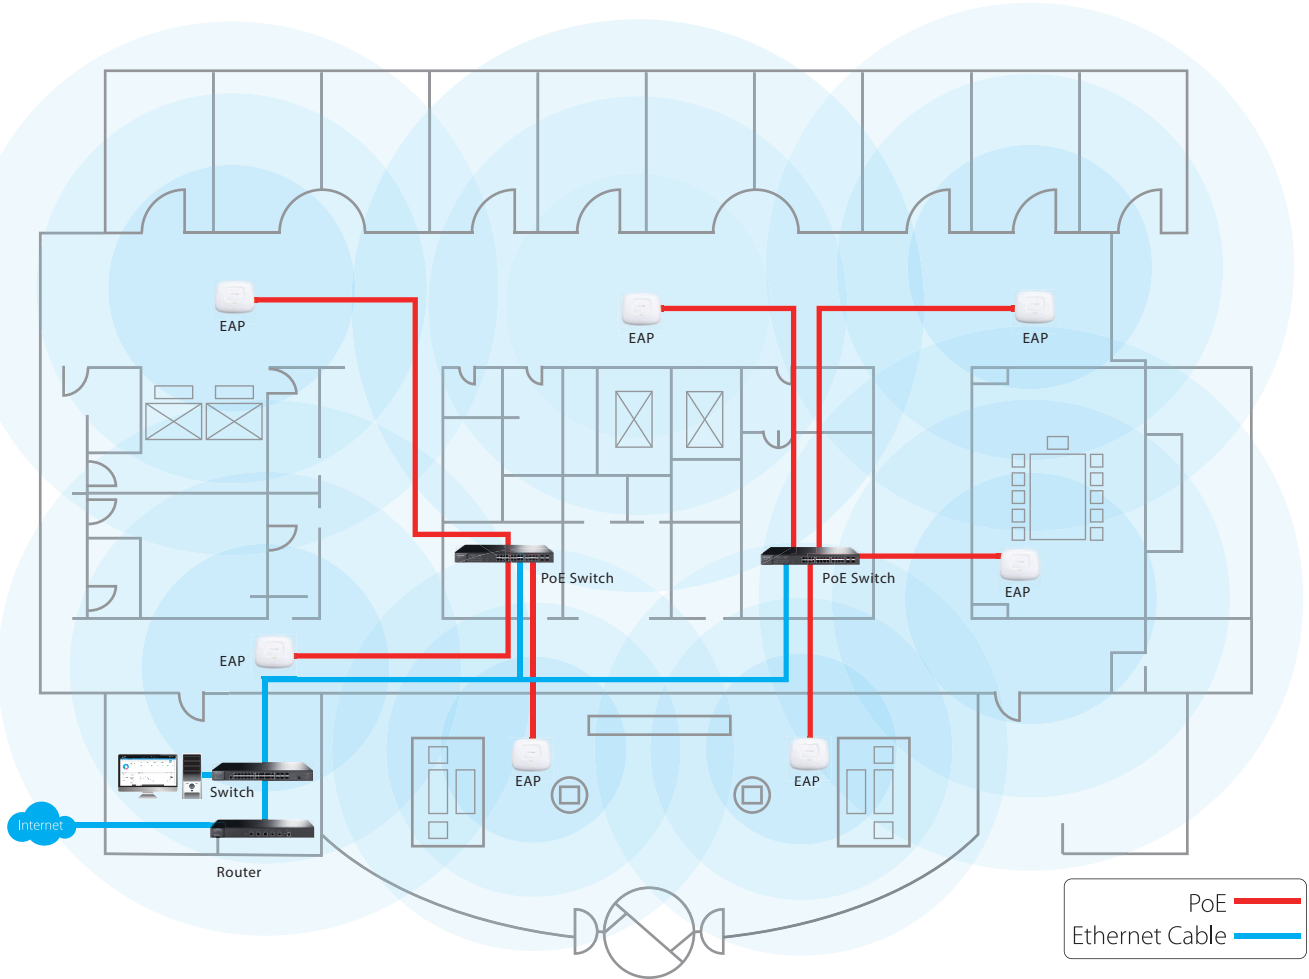 EAP
EAP
EAP
PoE Switch
PoE Switch
EAP
EAP
EAP
EAP
Switch
Internet
Router
PoE
Ethernet Cable